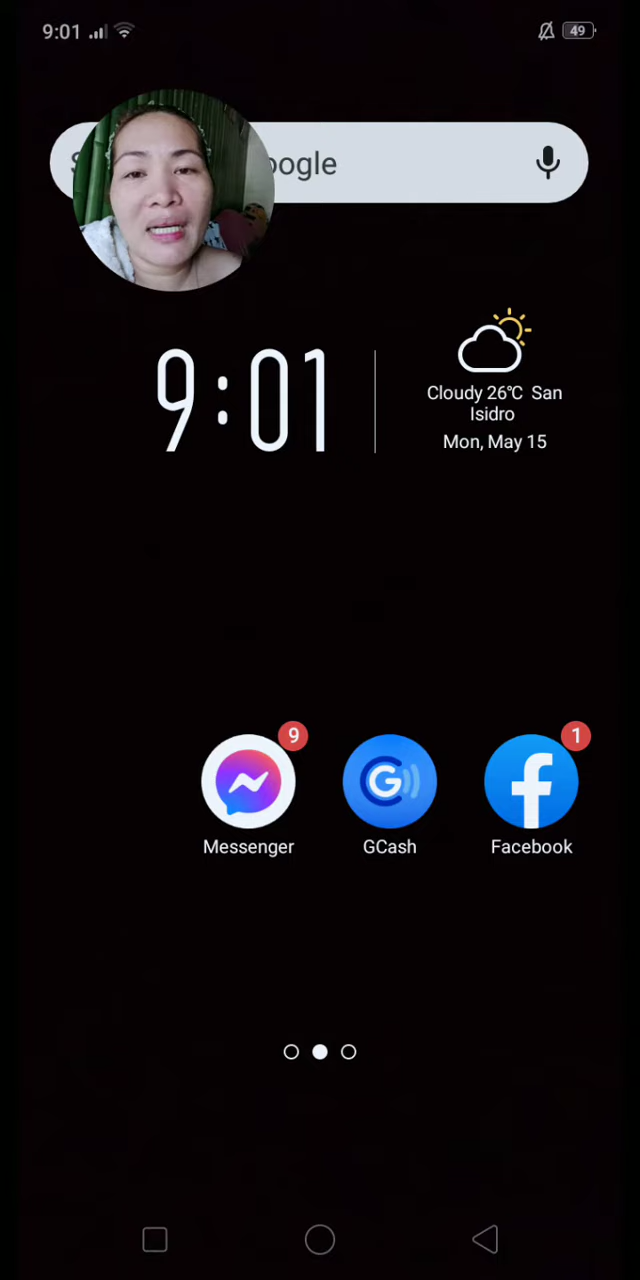 9:01
49
oogle
9:01
Cloudy 26℃ San
Isidro
Mon, May 15
9
1
Messenger
GCash
Facebook